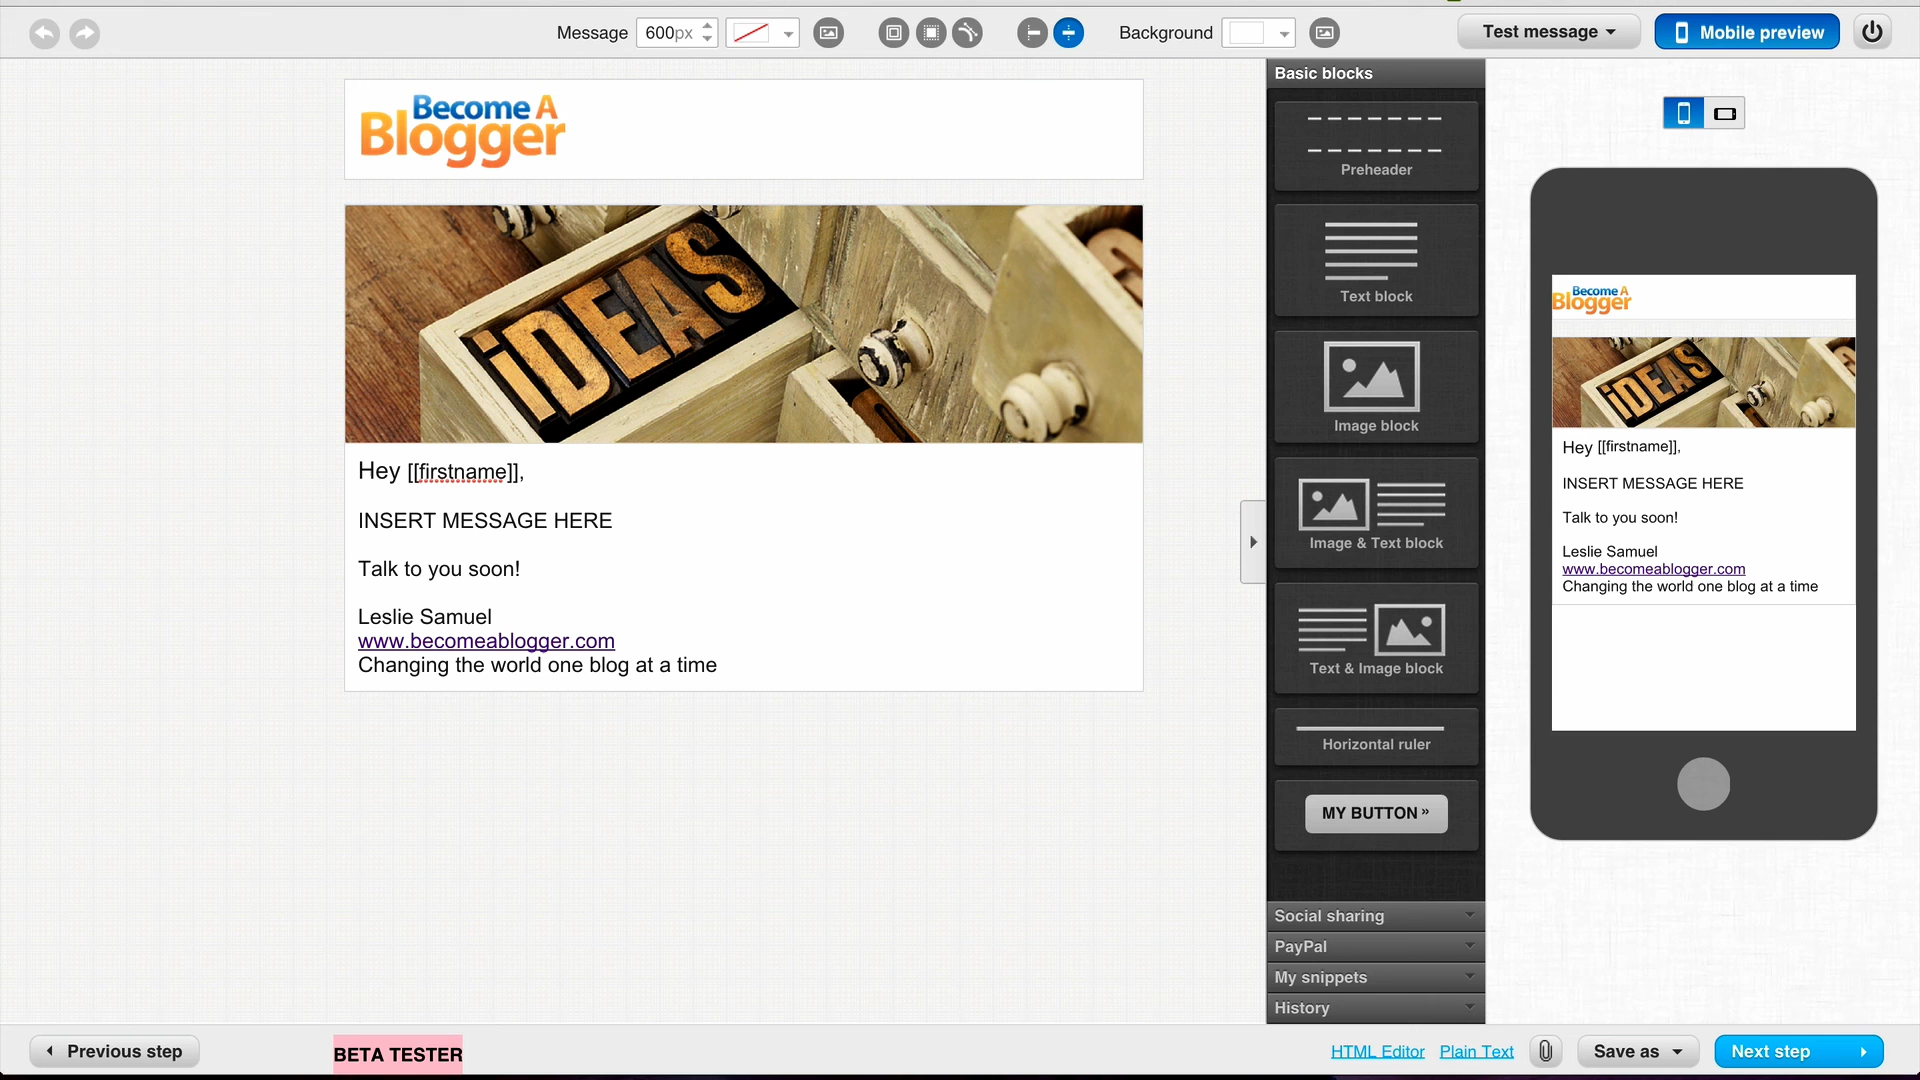 Message 600px Background Test message Mobile preview
Become A
Blogger
IDEAS
Hey [[firstname]],
INSERT MESSAGE HERE
Talk to you soon!
Leslie Samuel
www.becomeablogger.com
Changing the world one blog at a time
Basic blocks
Preheader
Text block
Image block
Image & Text block
Text & Image block
Horizontal ruler
MY BUTTON »
Social sharing
PayPal
My snippets
History
Become A
Blogger
IDEAS
Hey [[firstname]],
INSERT MESSAGE HERE
Talk to you soon!
Leslie Samuel
www.becomeablogger.com
Changing the world one blog at a time
Previous step BETA TESTER HTML Editor Plain Text Save as Next step